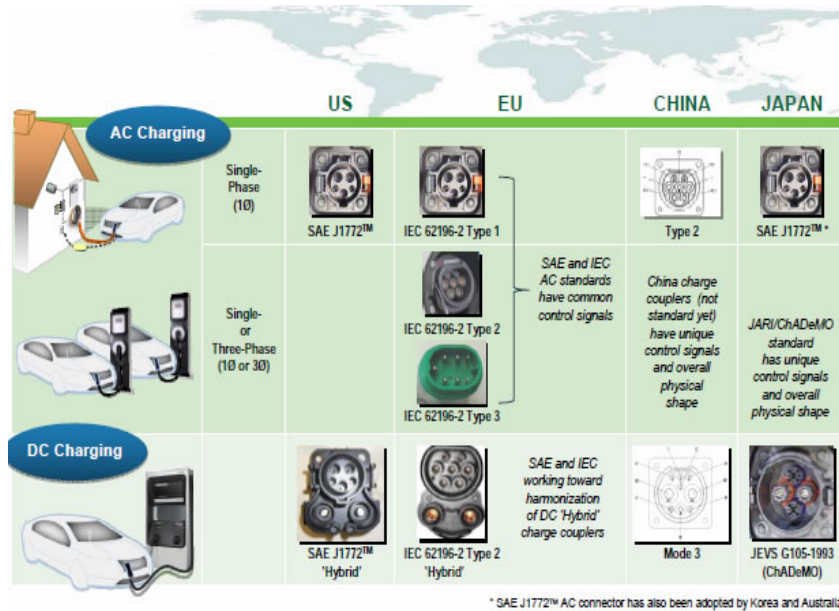 US
EU
CHINA
JAPAN
AC Charging
Single-
Phase
(1Ø)
SAE J1772™
IEC 62196-2 Type 1
Type 2
SAE J1772™ *
Single-
or
Three-Phase
(1Ø or 3Ø)
IEC 62196-2 Type 2
IEC 62196-2 Type 3
SAE and IEC
AC standards
have common
control signals
China charge
couplers (not
standard yet)
have unique
control signals
and overall
physical
shape
JARI/ChADeMO
standard
has unique
control signals
and overall
physical shape
DC Charging
SAE J1772™
'Hybrid'
IEC 62196-2 Type 2
'Hybrid'
SAE and IEC
working toward
harmonization
of DC 'Hybrid'
charge couplers
Mode 3
JEVS G105-1993
(ChADeMO)
* SAE J1772™ AC connector has also been adopted by Korea and Australia